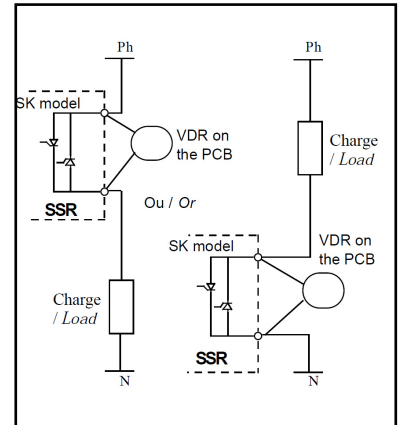 Ph
SK model
VDR on
the PCB
SSR
Ou / Or
Charge
/ Load
N
Ph
Charge
/ Load
SK model
VDR on
the PCB
SSR
N